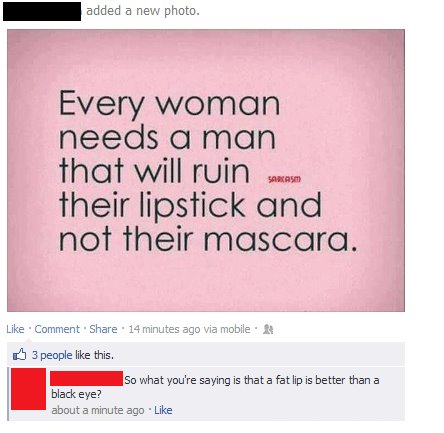 added a new photo.
Every woman
needs a man
that will ruin SARCASM
their lipstick and
not their mascara.
Like · Comment · Share · 14 minutes ago via mobile ·
3 people like this.
So what you're saying is that a fat lip is better than a
black eye?
about a minute ago · Like